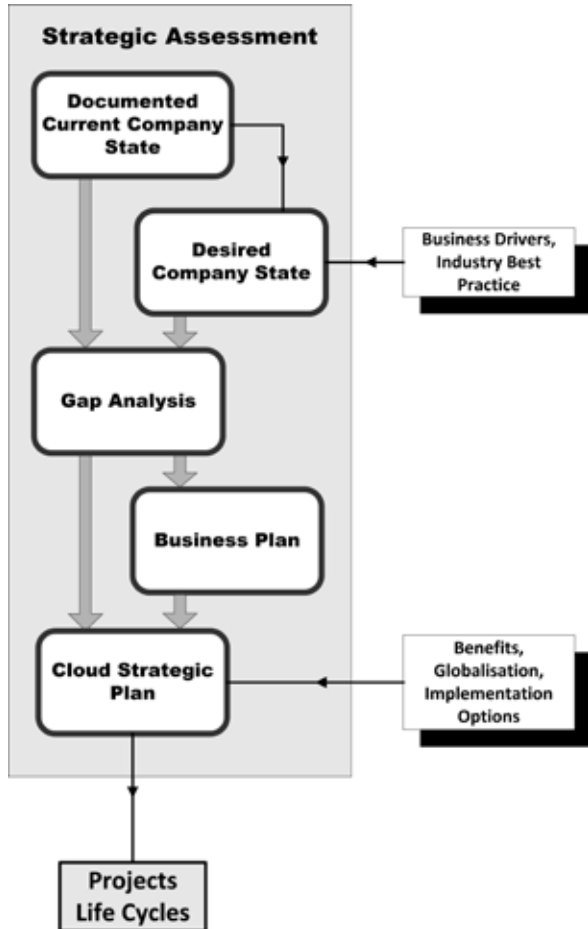 Strategic Assessment
Documented
Current Company
State
Desired
Company State
Business Drivers,
Industry Best
Practice
Gap Analysis
Business Plan
Cloud Strategic
Plan
Benefits,
Globalisation,
Implementation
Options
Projects
Life Cycles